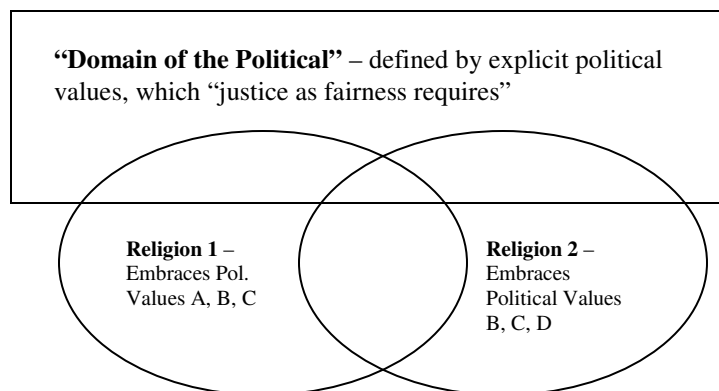 “Domain of the Political” – defined by explicit political
values, which “justice as fairness requires”
Religion 1 –
Embraces Pol.
Values A, B, C
Religion 2 –
Embraces
Political Values
B, C, D